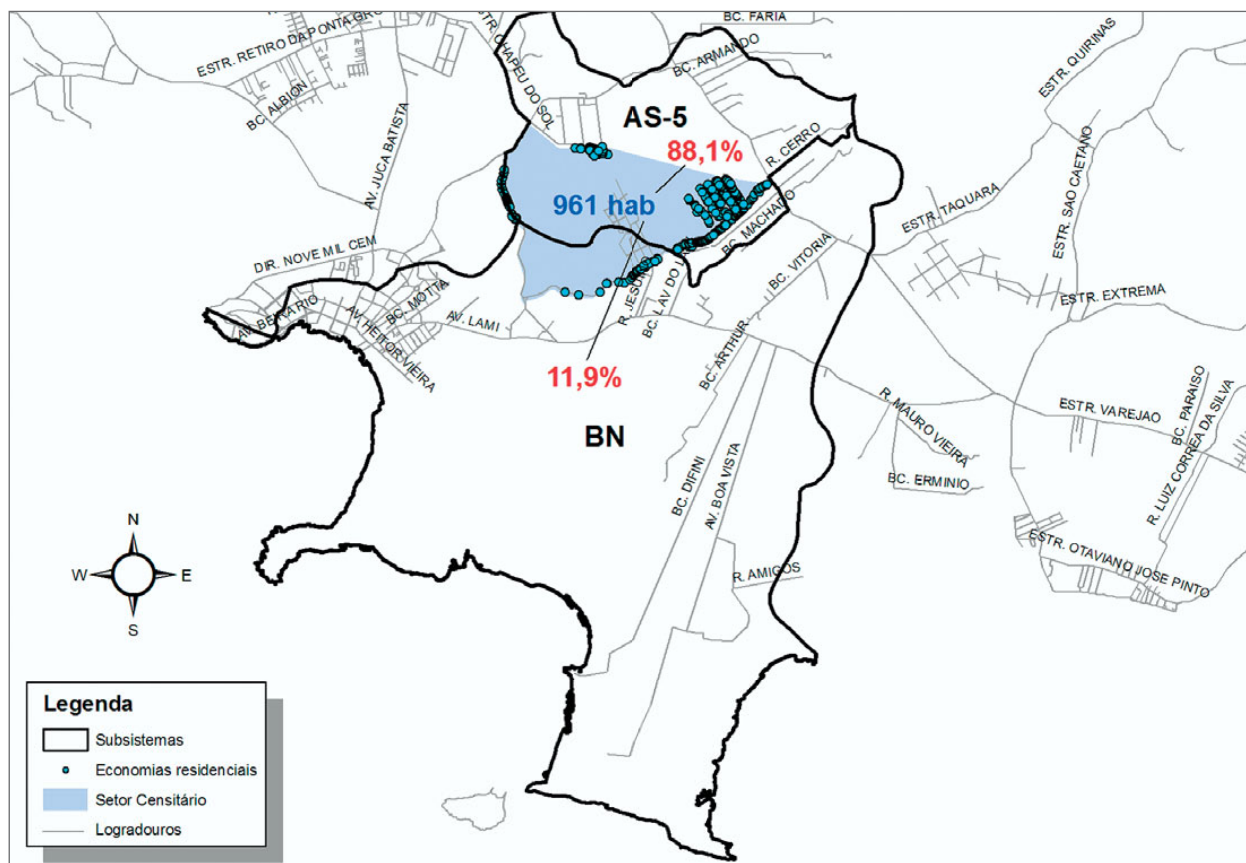 BC. FARIA
ESTR. RETIRO DA PONTA GRO
ESTR. CHAPEU DO SOL
BC. ARMANDO
ESTR. QUIRINAS
BC. ALBION
AV. JUCA BATISTA
AS-5
88,1%
R. CERRO
961 hab
BC. MACHADO
ESTR. TAQUARA
ESTR. SAO CAETANO
DIR. NOVE MIL CEM
BC. VITORIA
BC. MOTTA
R. JESUIN
BC. LAV DO L
ESTR. EXTREMA
AV. BEIRARIO
AV. HEITOR VIEIRA
AV. LAMI
BC. ARTHUR
11,9%
BN
R. MAURO VIEIRA
ESTR. VAREJAO
BC. PARAISO
R. LUIZ CORREA DA SILVA
BC. DIFINI
AV. BOA VISTA
BC. ERMINIO
ESTR. OTAVIANO JOSE PINTO
R. AMIGOS
N
W
E
S
Legenda
Subsistemas
Economias residenciais
Setor Censitário
Logradouros